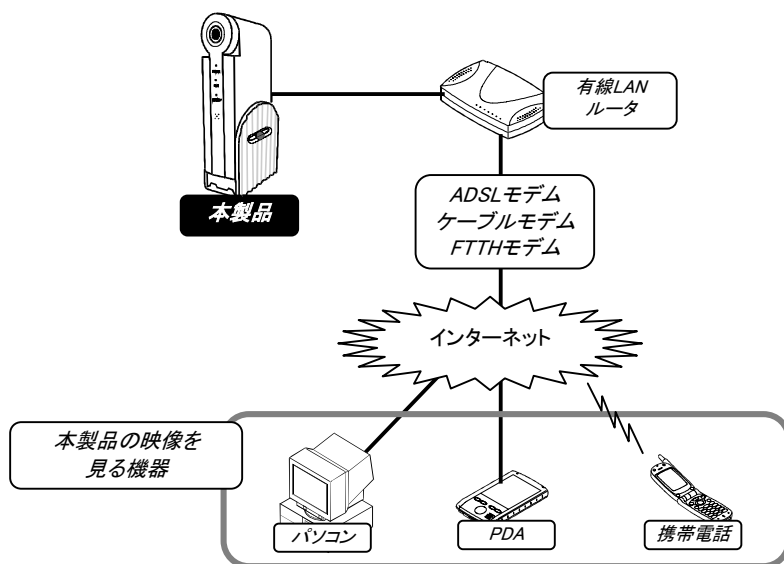 有線LAN
ルータ
本製品
ADSLモデム
ケーブルモデム
FTTHモデム
インターネット
本製品の映像を
見る機器
パソコン
PDA
携帯電話